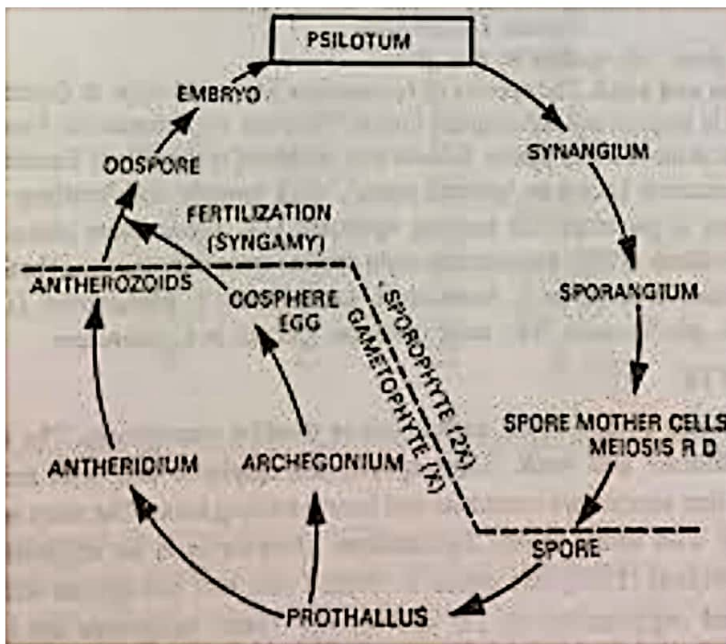 PSILOTUM
EMBRYO
OOSPORE
SYNANGIUM
FERTILIZATION
(SYNGAMY)
ANTHEROZOIDS
OOSPHERE
EGG
SPORANGIUM
SPOROPHYTE (2X)
GAMETOPHYTE (X)
SPORE MOTHER CELLS
MEIOSIS R D
ANTHERIDIUM
ARCHEGONIUM
SPORE
PROTHALLUS